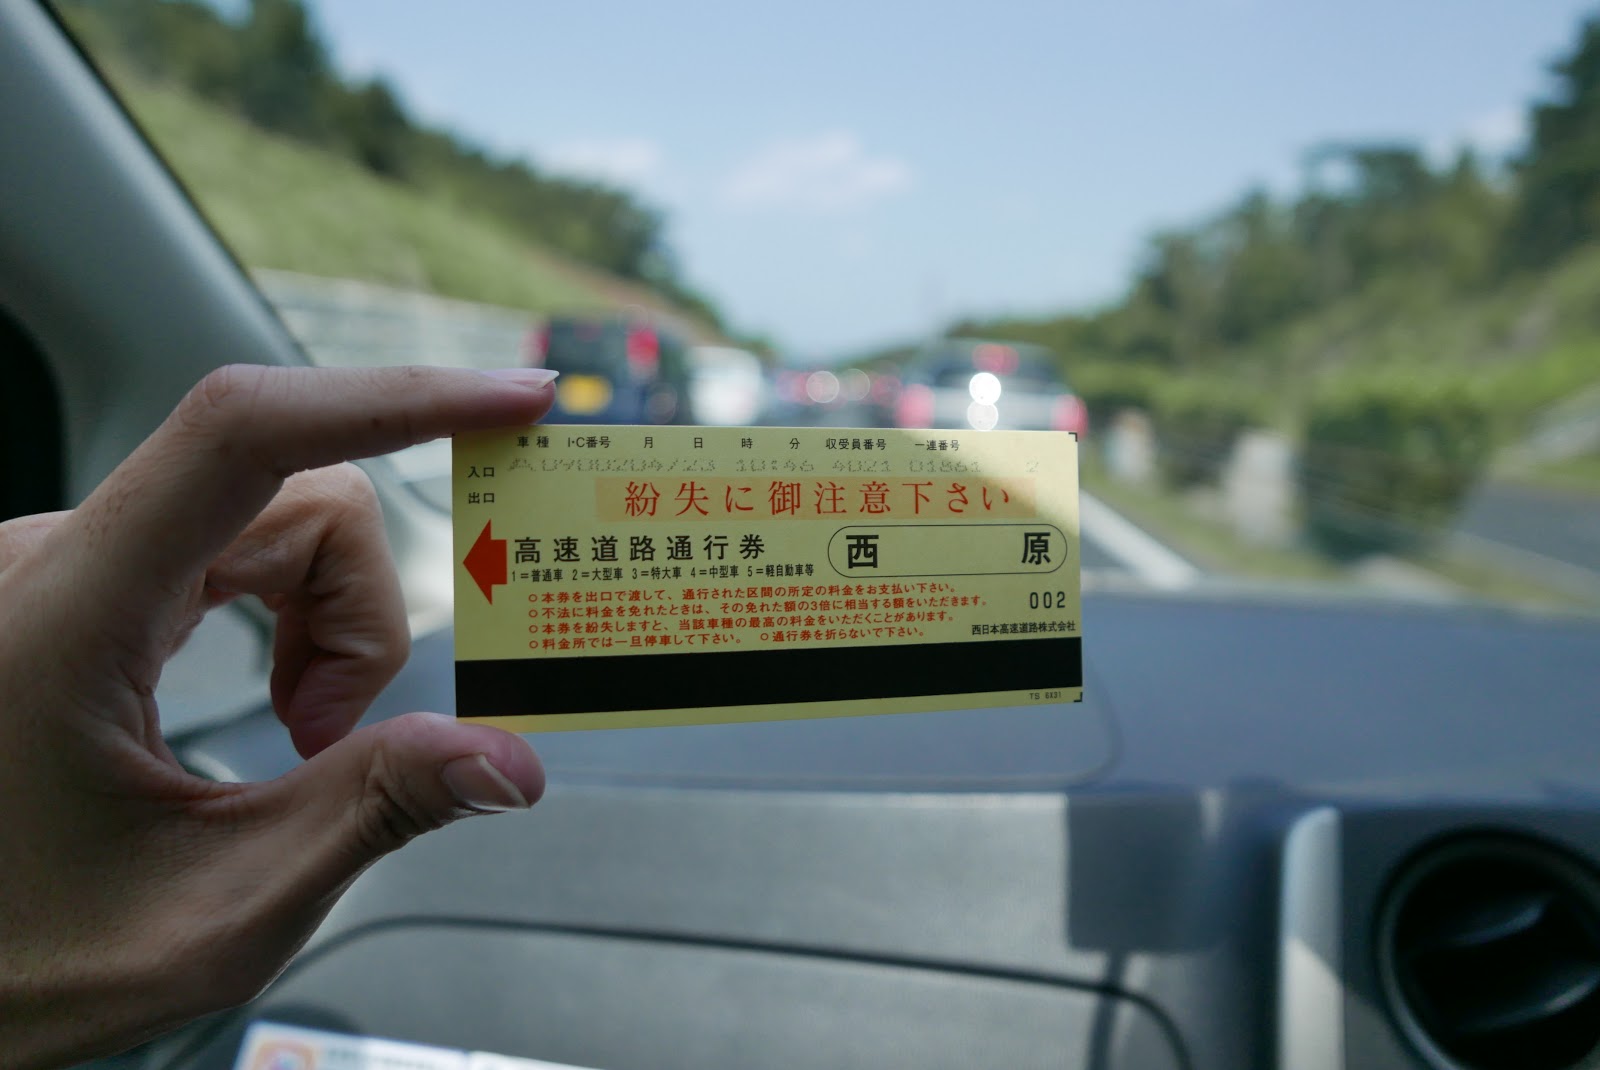 車種 I・C番号 月 日 時 分 収受員番号 一連番号
入口 10:46 4021 01861 2
出口
紛失に御注意下さい
高速道路通行券
西 原
1=普通車 2=大型車 3=特大車 4=中型車 5=軽自動車等
○本券を出口で渡して、通行された区間の所定の料金をお支払い下さい。
○不法に料金を免れたときは、その免れた額の3倍に相当する額をいただきます。
002
○本券を紛失しますと、当該車種の最高の料金をいただくことがあります。
○料金所では一旦停車して下さい。 ○通行券を折らないで下さい。
西日本高速道路株式会社